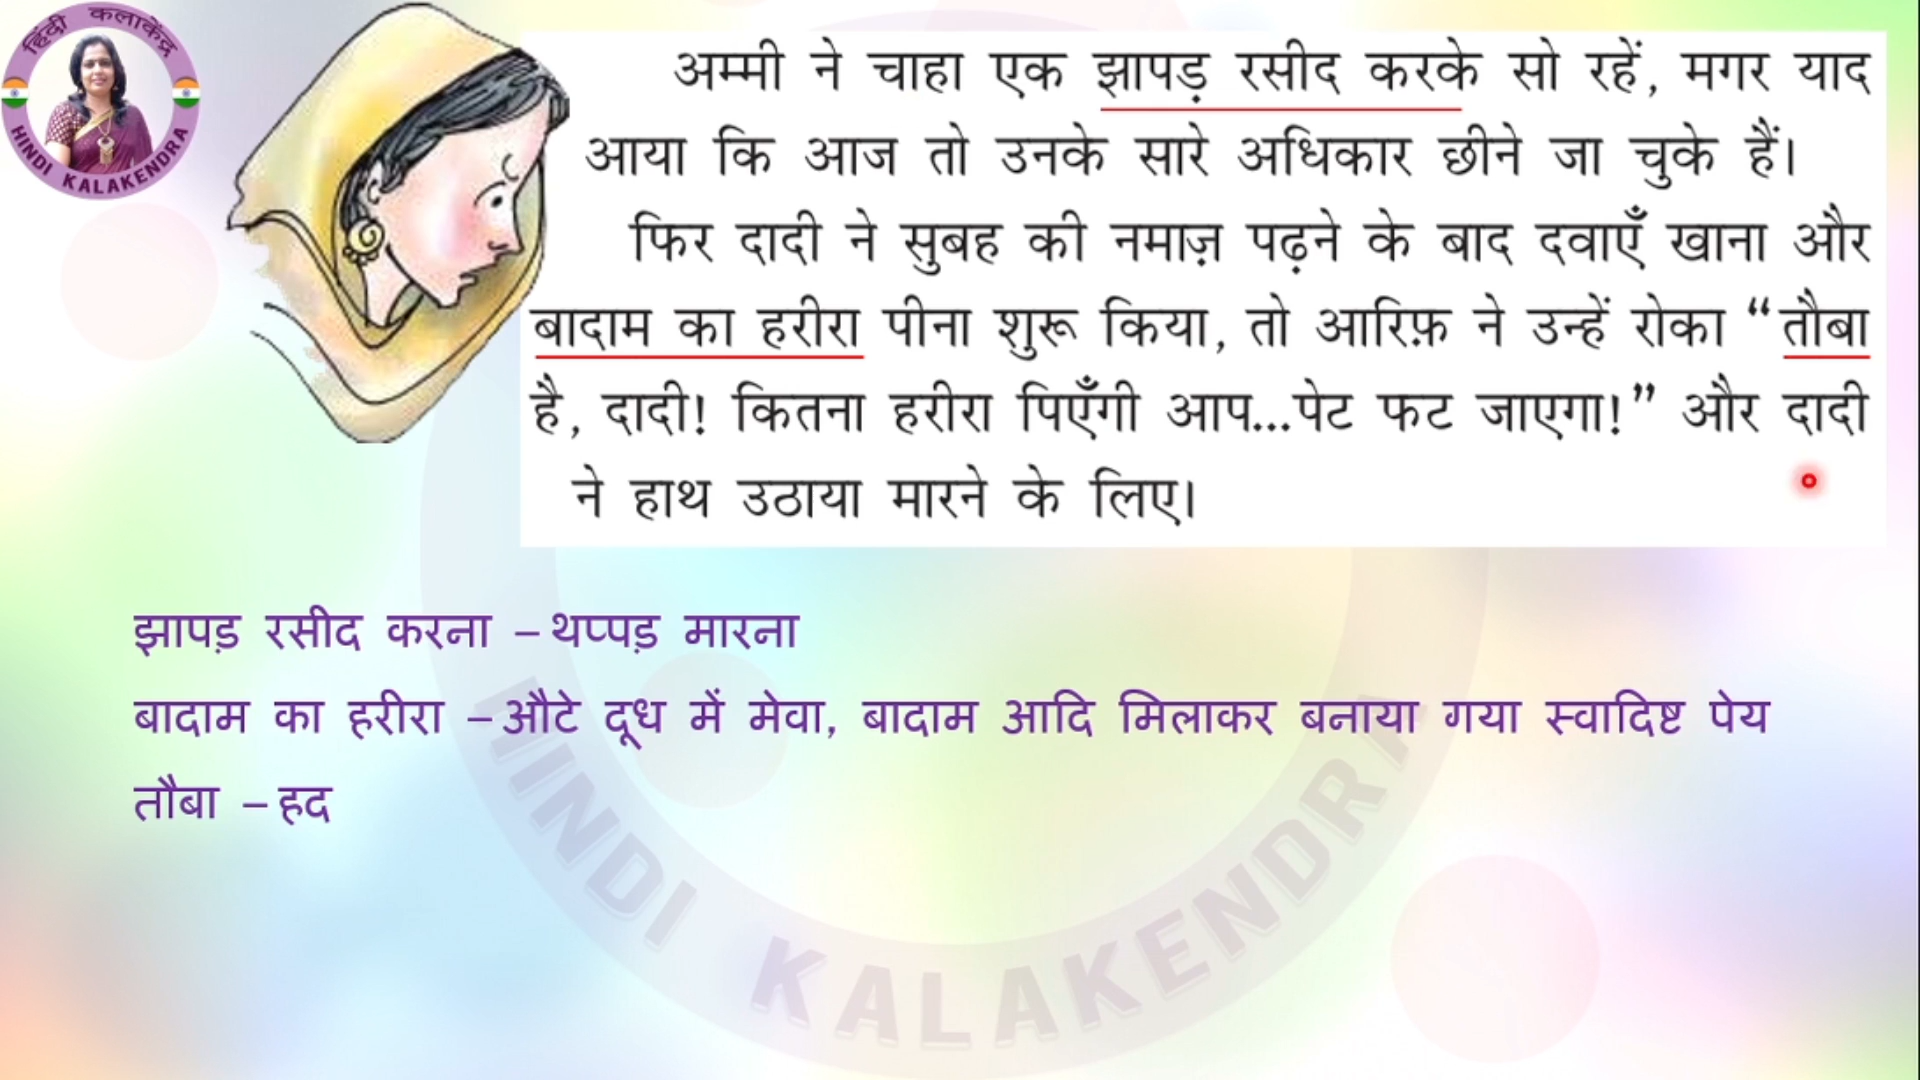 हिंदी कलाकेंद्र
HINDI KALAKENDRA
अम्मी ने चाहा एक झापड़ रसीद करके सो रहें, मगर याद
आया कि आज तो उनके सारे अधिकार छीने जा चुके हैं।
फिर दादी ने सुबह की नमाज़ पढ़ने के बाद दवाएँ खाना और
बादाम का हरीरा पीना शुरू किया, तो आरिफ़ ने उन्हें रोका “तौबा
है, दादी! कितना हरीरा पिएँगी आप...पेट फट जाएगा!” और दादी
ने हाथ उठाया मारने के लिए।
झापड़ रसीद करना – थप्पड़ मारना
बादाम का हरीरा – औटे दूध में मेवा, बादाम आदि मिलाकर बनाया गया स्वादिष्ट पेय
तौबा – हद
HINDI KALAKENDRA